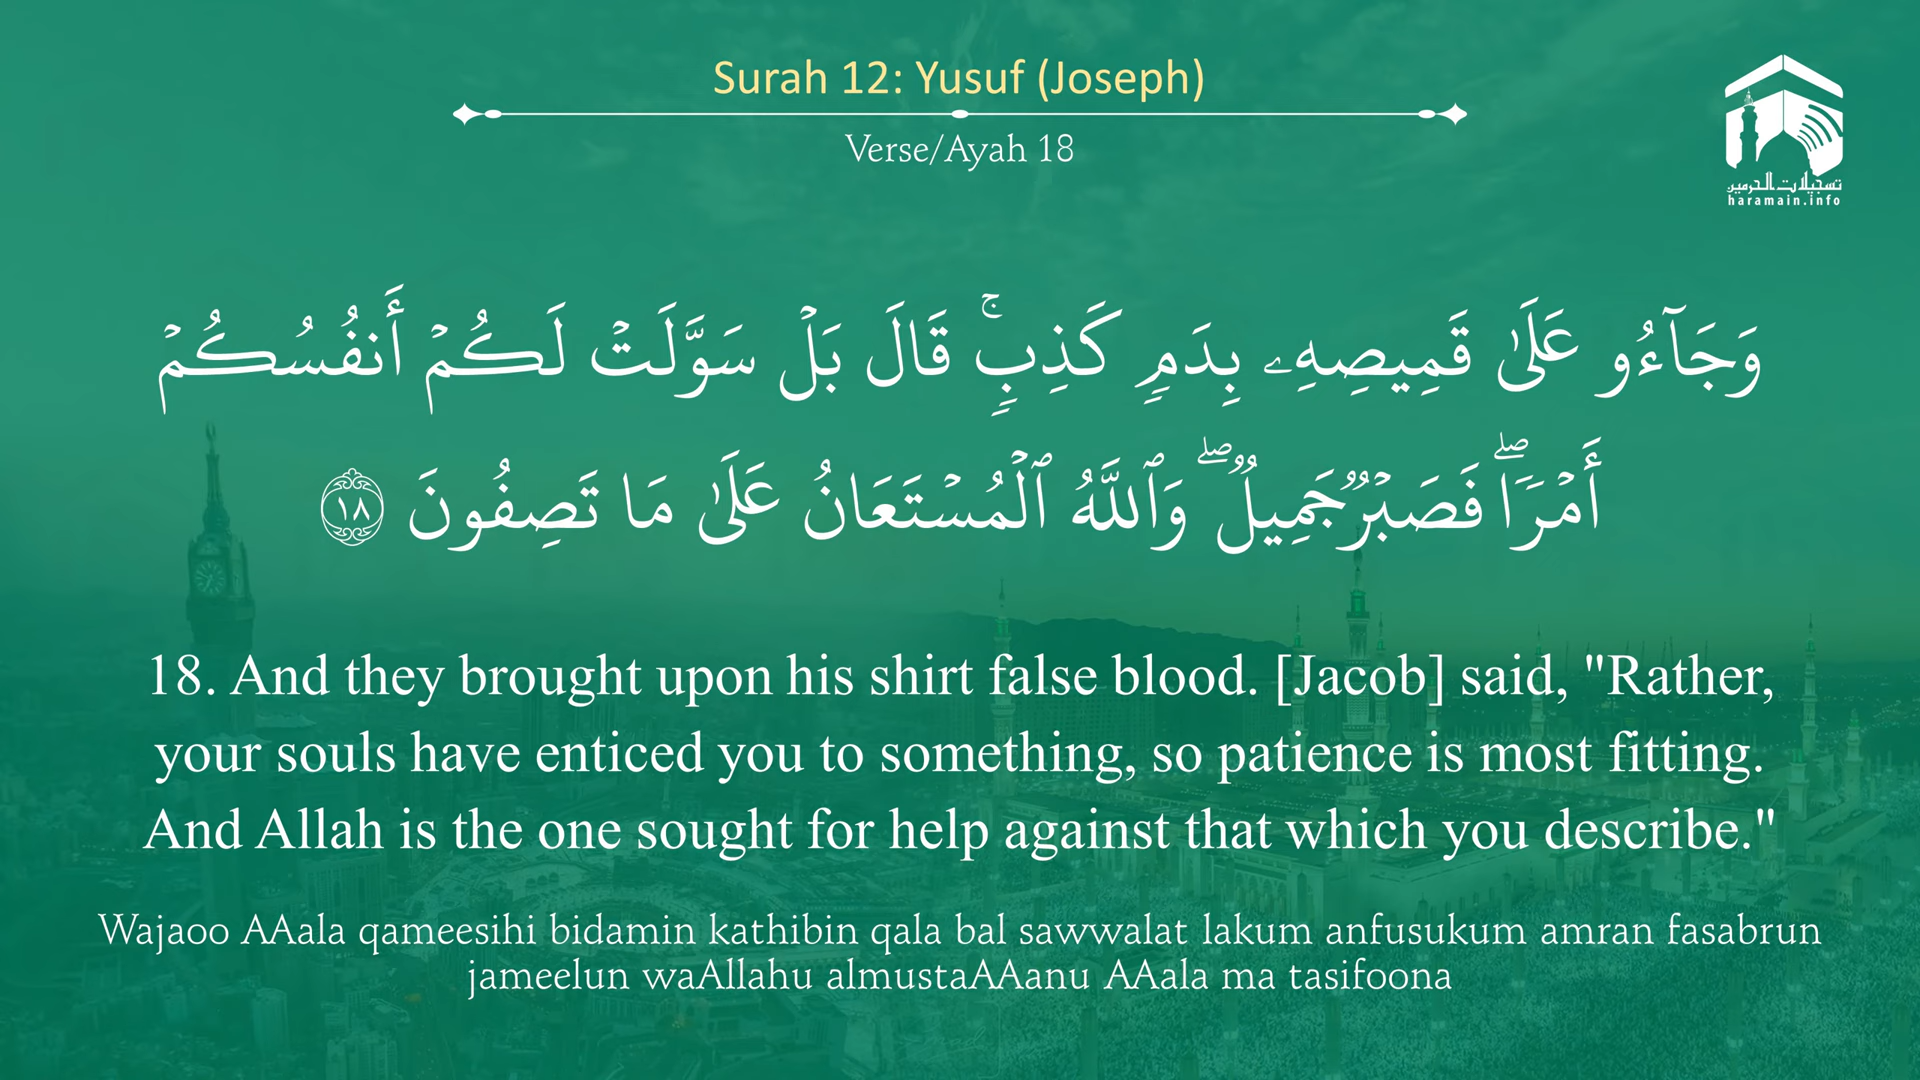 Surah 12: Yusuf (Joseph)
Verse/Ayah 18
تسجيلات الحرمين
haramain.info
وَجَآءُو عَلَىٰ قَمِيصِهِۦ بِدَمٍۢ كَذِبٍۢ ۚ قَالَ بَلْ سَوَّلَتْ لَكُمْ أَنفُسُكُمْ
أَمْرًۭا ۖ فَصَبْرٌۭ جَمِيلٌۭ ۖ وَٱللَّهُ ٱلْمُسْتَعَانُ عَلَىٰ مَا تَصِفُونَ ١٨
18. And they brought upon his shirt false blood. [Jacob] said, "Rather,
your souls have enticed you to something, so patience is most fitting.
And Allah is the one sought for help against that which you describe."
Wajaoo AAala qameesihi bidamin kathibin qala bal sawwalat lakum anfusukum amran fasabrun
jameelun waAllahu almustaAAanu AAala ma tasifoona